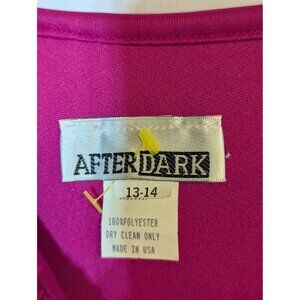 AFTER DARK
13-14
100%POLYESTER
DRY CLEAN ONLY
MADE IN USA